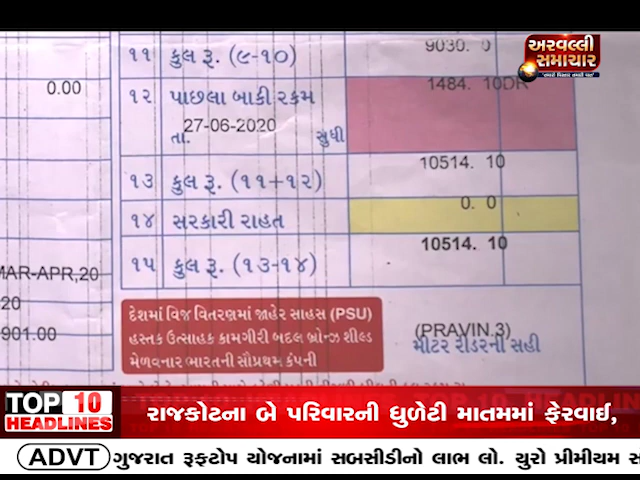 ૧૧ કુલ રૂ. (૯-૧૦) 9030. 0
અરવલ્લી
સમાચાર
0.00
૧૨ પાછલા બાકી રકમ 1484. 10DR
તા. 27-06-2020 સુધી
૧૩ કુલ રૂ. (૧૧+૧૨) 10514. 10
૧૪ સરકારી રાહત 0. 0
૧૫ કુલ રૂ. (૧૩-૧૪) 10514. 10
MAR-APR,20
20
901.00
દેશમાં વિજ વિતરણમાં જાહેર સાહસ (PSU)
હસ્તક ઉત્સાહક કામગીરી બદલ બ્રોન્ઝ શીલ્ડ
મેળવનાર ભારતની સૌપ્રથમ કંપની
(PRAVIN.3)
મીટર રીડરની સહી
TOP 10
HEADLINES
રાજકોટના બે પરિવારની ધુળેટી માતમમાં ફેરવાઇ,
ADVT ગુજરાત રૂફટોપ યોજનામાં સબસીડીનો લાભ લો. યુરો પ્રીમીયમ સ